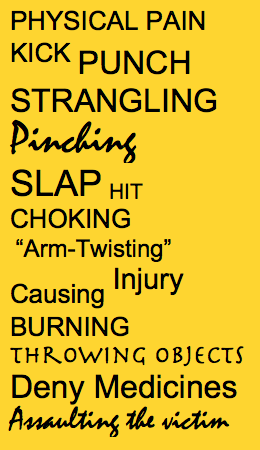 PHYSICAL PAIN
KICK PUNCH
STRANGLING
Pinching
SLAP HIT
CHOKING
“Arm-Twisting”
Causing Injury
BURNING
THROWING OBJECTS
Deny Medicines
Assaulting the victim